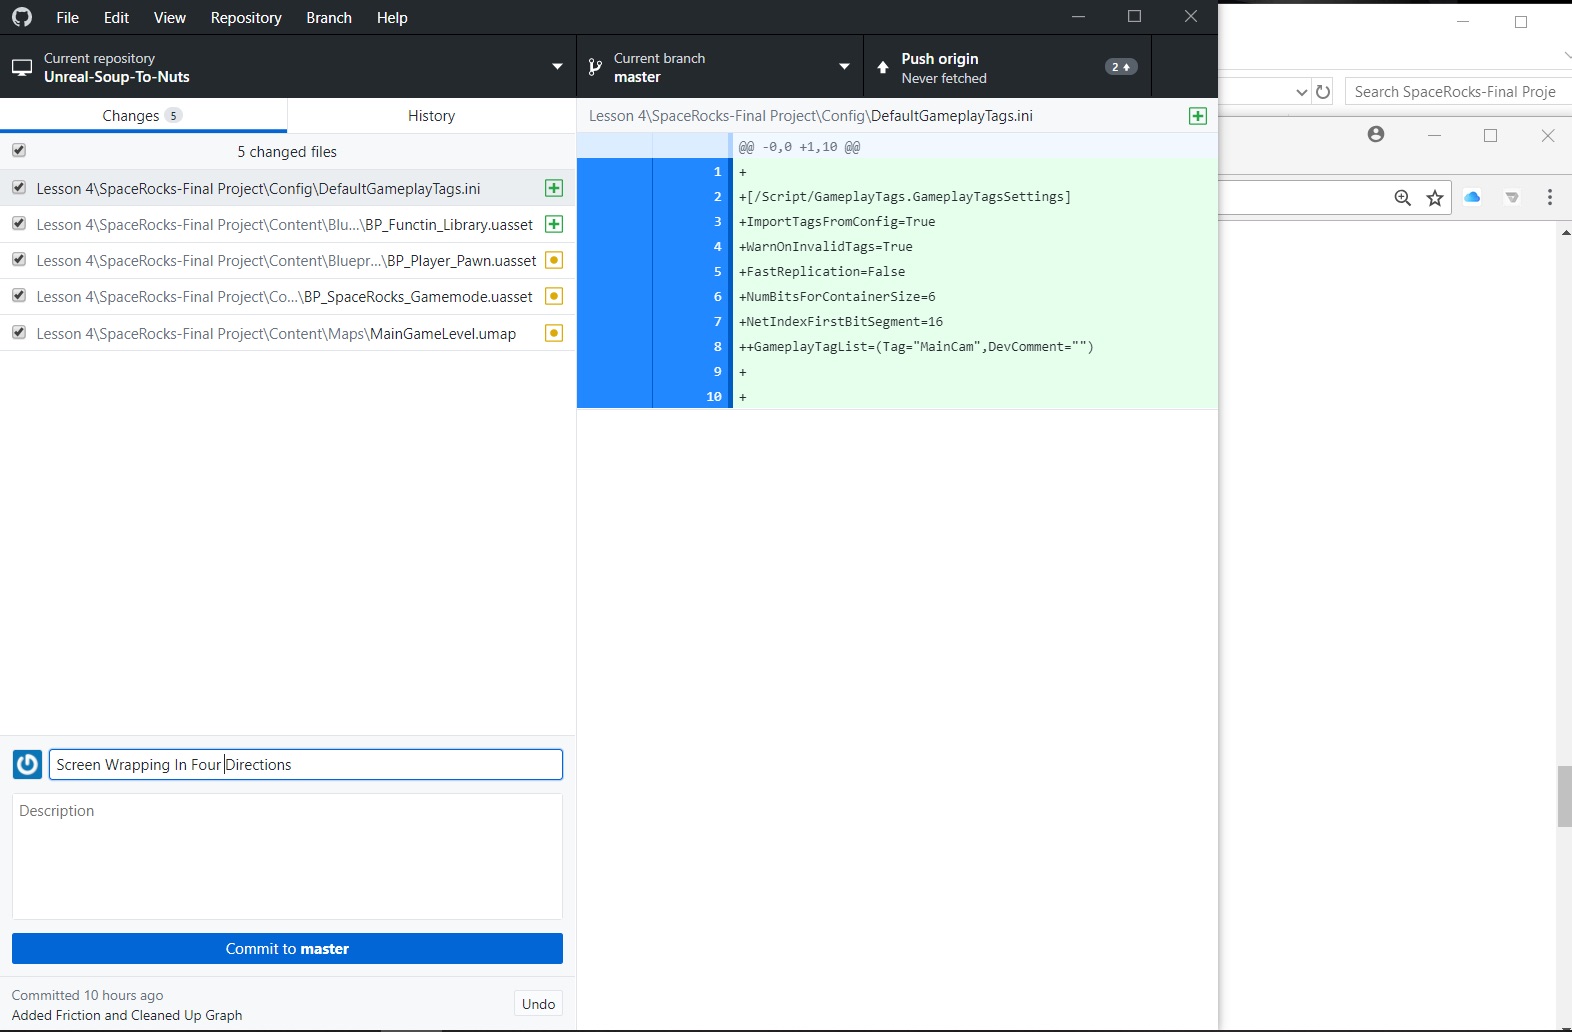 File Edit View Repository Branch Help
Current repository
Unreal-Soup-To-Nuts
Current branch
master
Push origin
Never fetched
2
Search SpaceRocks-Final Proje
Changes 5
History
5 changed files
Lesson 4\SpaceRocks-Final Project\Config\DefaultGameplayTags.ini
Lesson 4\SpaceRocks-Final Project\Content\Blu...\BP_Functin_Library.uasset
Lesson 4\SpaceRocks-Final Project\Content\Bluepr...\BP_Player_Pawn.uasset
Lesson 4\SpaceRocks-Final Project\Co...\BP_SpaceRocks_Gamemode.uasset
Lesson 4\SpaceRocks-Final Project\Content\Maps\MainGameLevel.umap
Lesson 4\SpaceRocks-Final Project\Config\DefaultGameplayTags.ini
@@ -0,0 +1,10 @@
1 +
2 +[/Script/GameplayTags.GameplayTagsSettings]
3 +ImportTagsFromConfig=True
4 +WarnOnInvalidTags=True
5 +FastReplication=False
6 +NumBitsForContainerSize=6
7 +NetIndexFirstBitSegment=16
8 ++GameplayTagList=(Tag="MainCam",DevComment="")
9 +
10 +
Screen Wrapping In Four Directions
Description
Commit to master
Committed 10 hours ago
Added Friction and Cleaned Up Graph
Undo